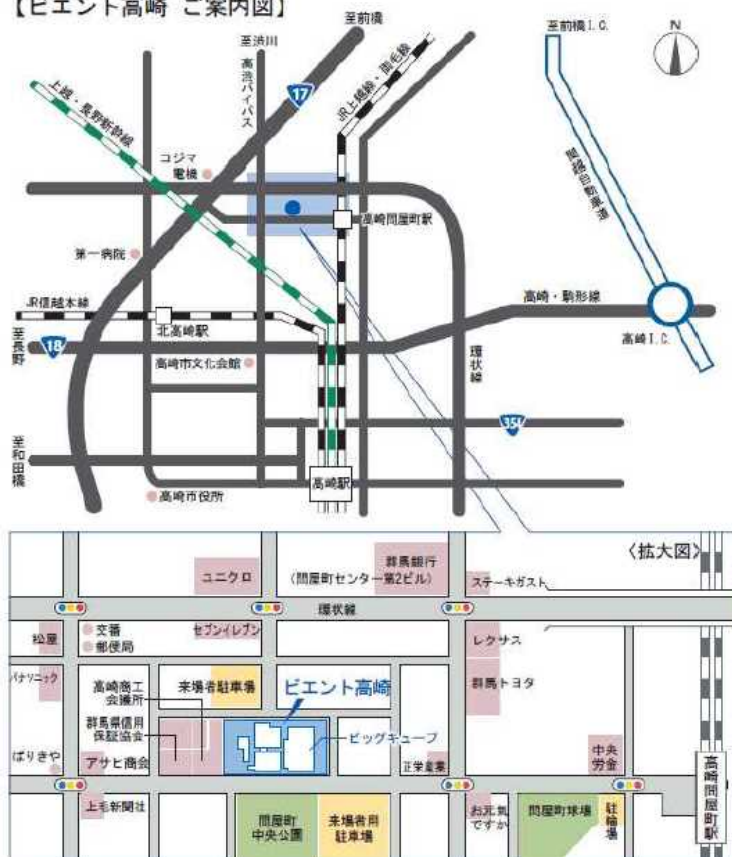 【ビエント高崎 ご案内図】
至前橋
至渋川
高渋バイパス
17
JR上越線・両毛線
上越・長野新幹線
コジマ
電機
高崎問屋町駅
第一病院
JR信越本線
北高崎駅
至長野
18
高崎市文化会館
至和田橋
高崎駅
高崎市役所
環状線
354
至前橋I.C.
N
関越自動車道
高崎・駒形線
高崎I.C.
〈拡大図〉
ユニクロ
群馬銀行
(問屋町センター第2ビル)
ステーキガスト
環状線
松屋
交番
郵便局
セブンイレブン
レクサス
パナソニック
高崎商工
会議所
来場者駐車場
ビエント高崎
群馬トヨタ
群馬県信用
保証協会
ビッグキューブ
ばりきや
アサヒ商会
正栄産業
中央
労金
高崎問屋町駅
上毛新聞社
問屋町
中央公園
来場者用
駐車場
お元気
ですか
問屋町球場
駐輪場